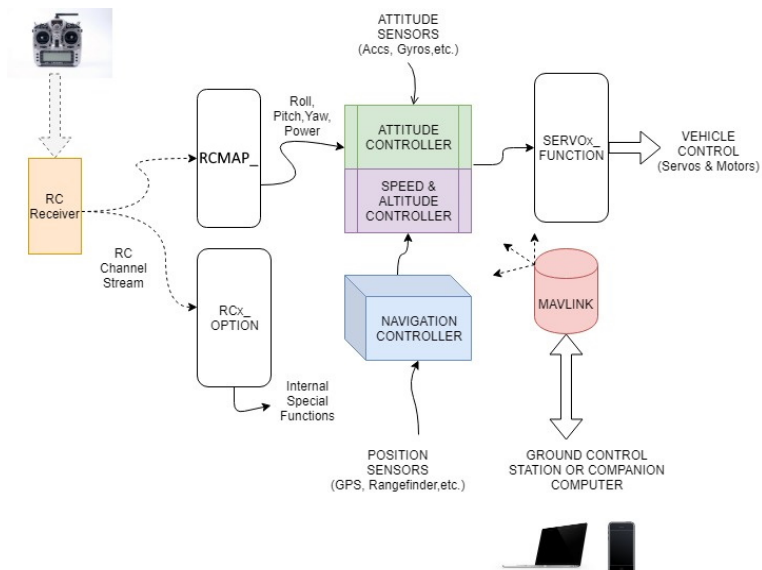 ATTITUDE
SENSORS
(Accs, Gyros,etc.)
Roll,
Pitch,Yaw,
Power
RCMAP_
ATTITUDE
CONTROLLER
SERVOx_
FUNCTION
VEHICLE
CONTROL
(Servos & Motors)
SPEED &
ALTITUDE
CONTROLLER
RC
Receiver
RC
Channel
Stream
RCx_
OPTION
NAVIGATION
CONTROLLER
MAVLINK
Internal
Special
Functions
POSITION
SENSORS
(GPS, Rangefinder,etc.)
GROUND CONTROL
STATION OR COMPANION
COMPUTER